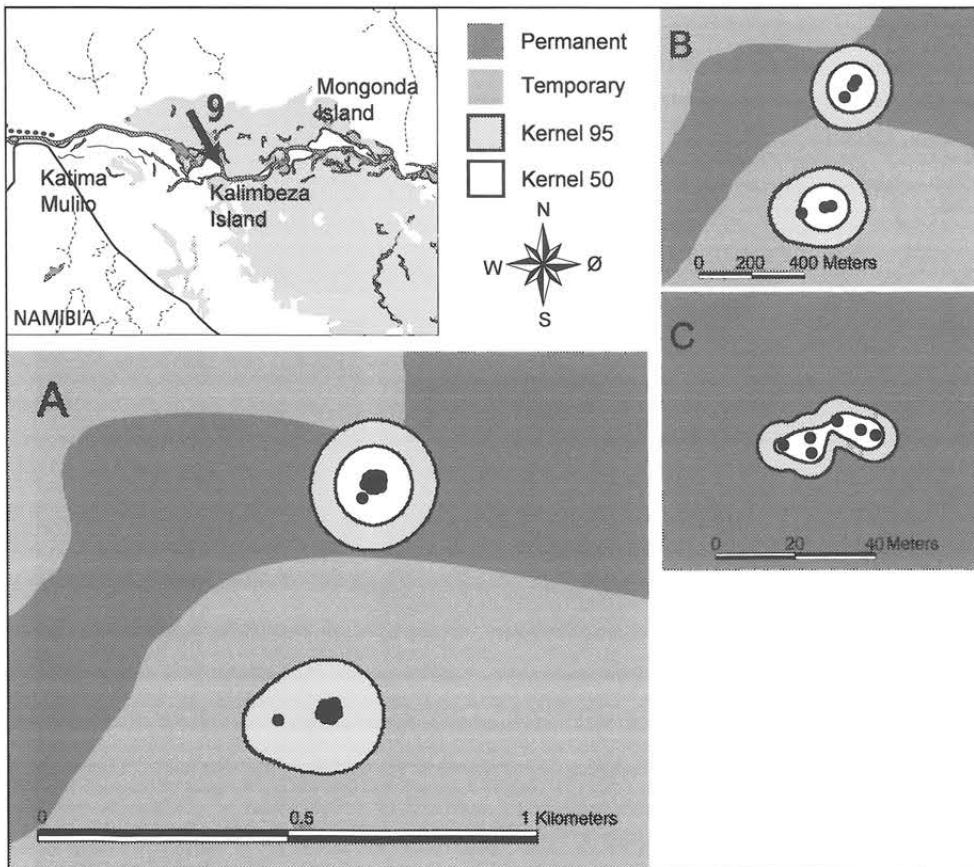 Mongonda
Island
9
Katima
Mulilo
Kalimbeza
Island
NAMIBIA
Permanent
Temporary
Kernel 95
Kernel 50
N
W
Ø
S
B
0 200 400 Meters
C
0 20 40 Meters
A
0 0.5 1 Kilometers